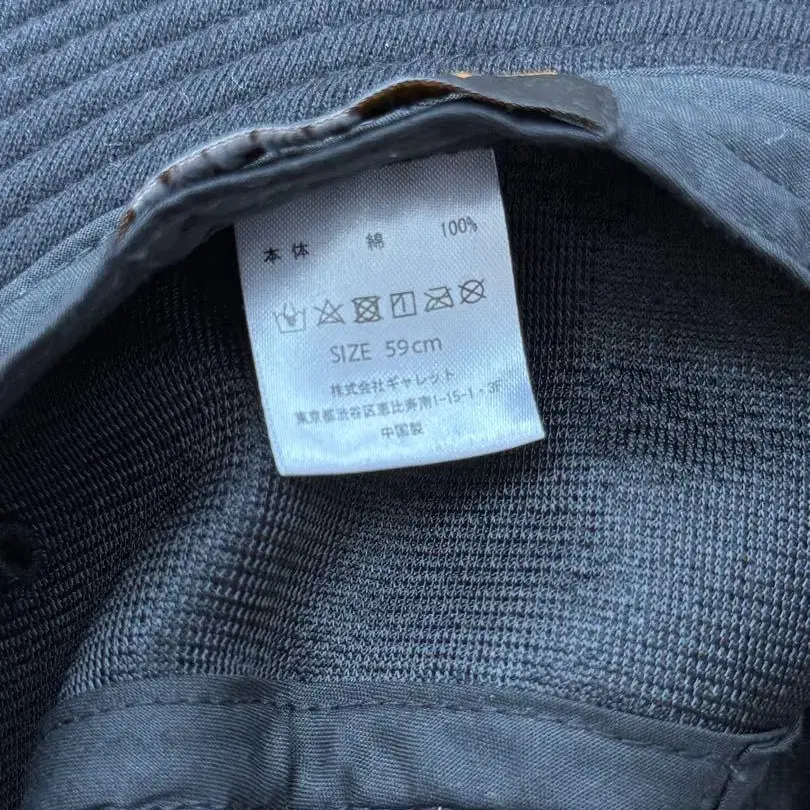 本体 綿 100%
SIZE 59cm
株式会社ギャレット
東京都渋谷区恵比寿南1-15-1・3F
中国製